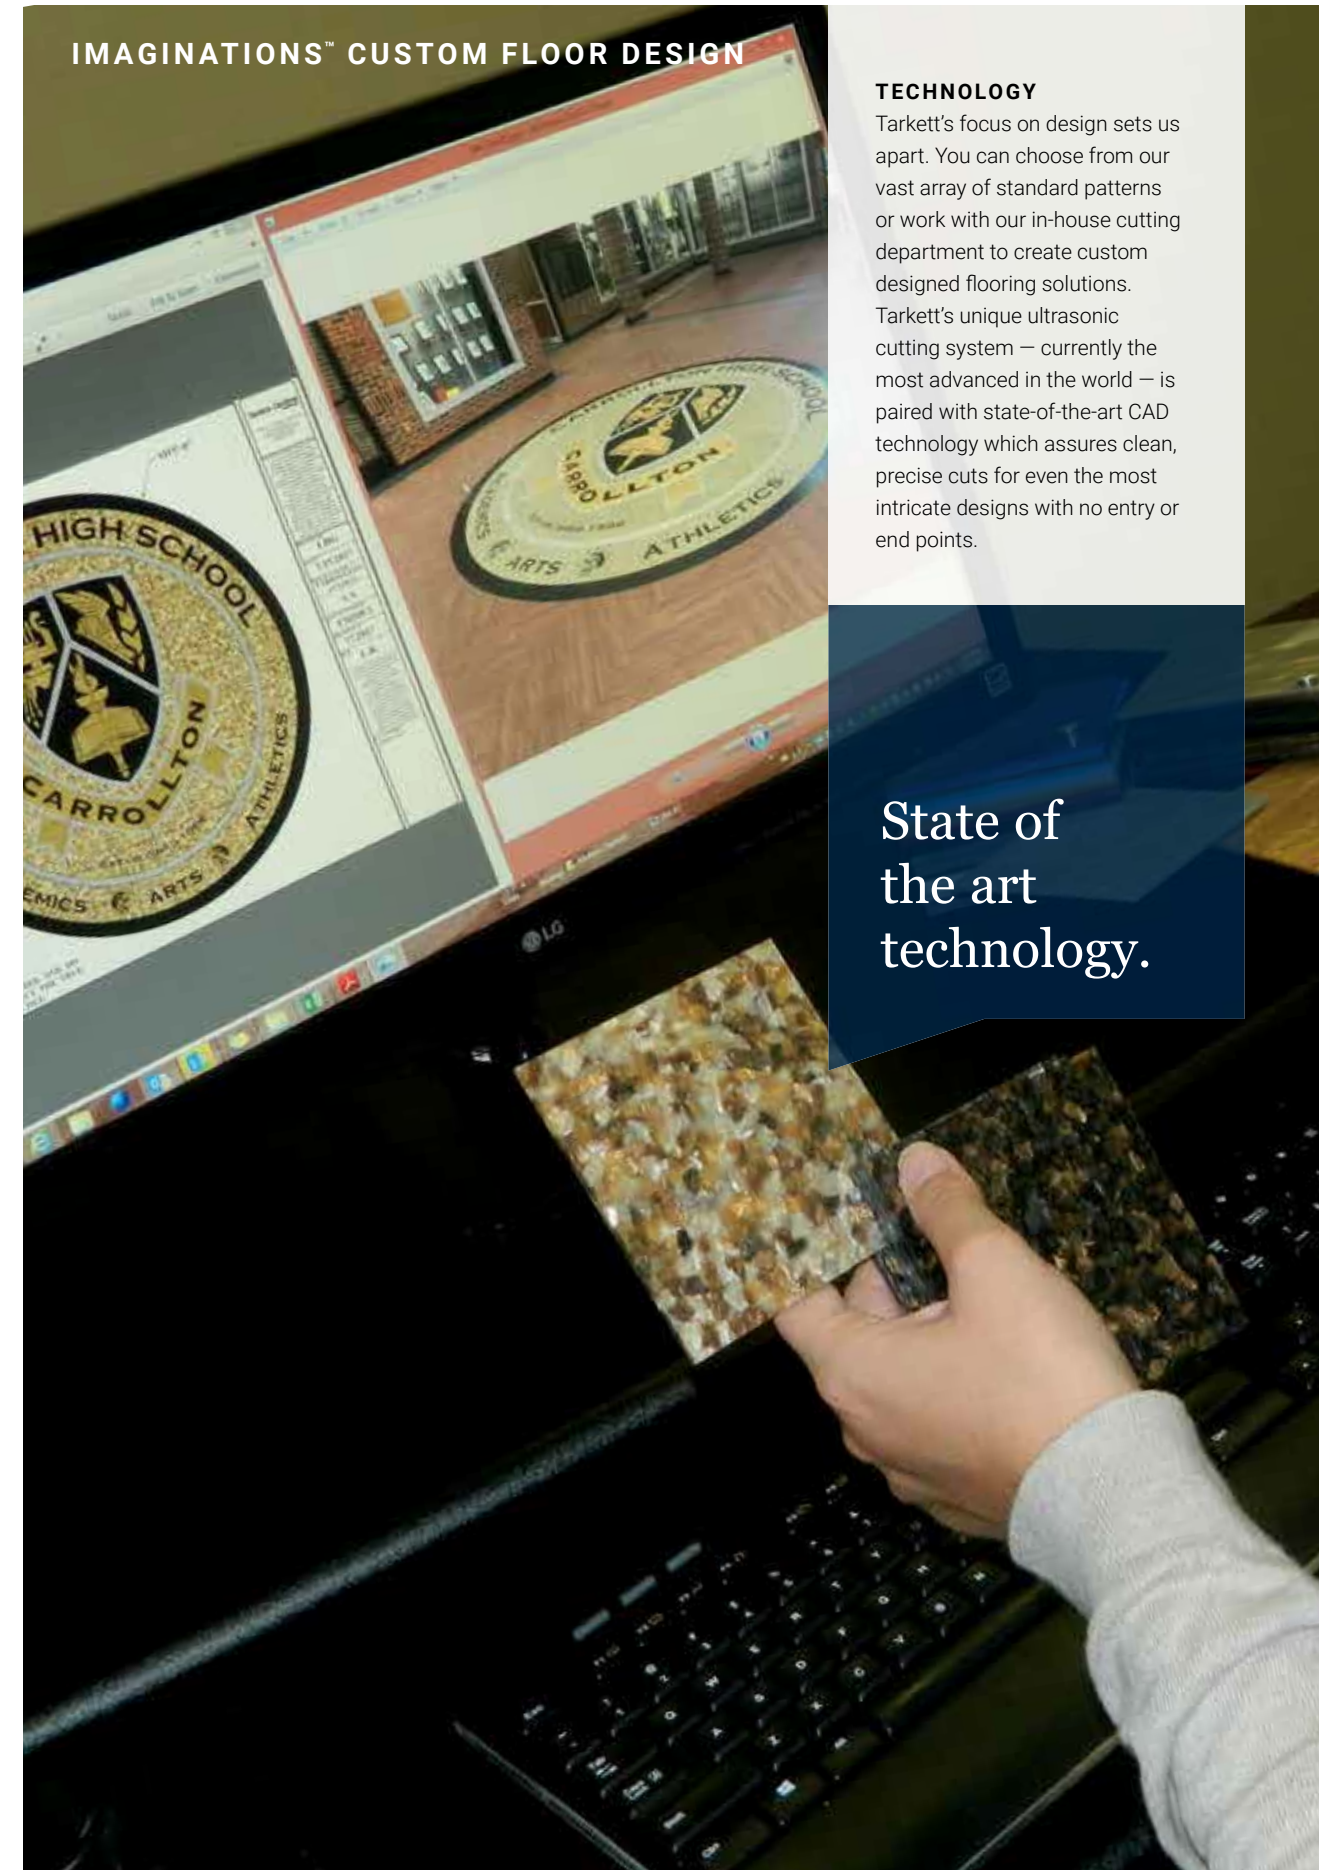 IMAGINATIONS™ CUSTOM FLOOR DESIGN
TECHNOLOGY
Tarkett’s focus on design sets us
apart. You can choose from our
vast array of standard patterns
or work with our in-house cutting
department to create custom
designed flooring solutions.
Tarkett’s unique ultrasonic
cutting system — currently the
most advanced in the world — is
paired with state-of-the-art CAD
technology which assures clean,
precise cuts for even the most
intricate designs with no entry or
end points.
State of
the art
technology.
CARROLLTON HIGH SCHOOL
CARROLLTON
ARTS
ATHLETICS
HIGH SCHOOL
CARROLLTON
ATHLETICS
EMICS
ARTS
LG